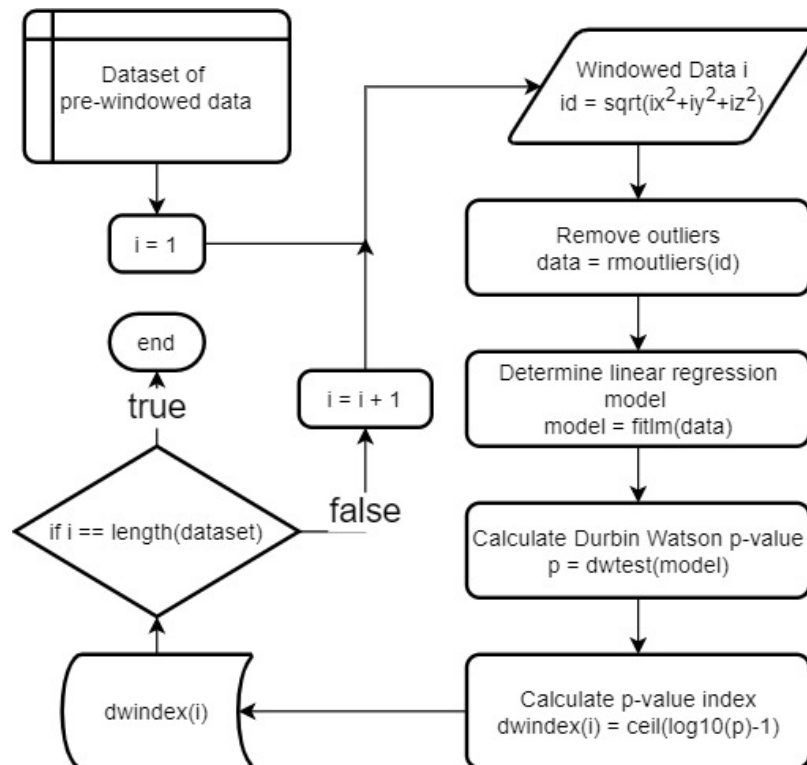 Dataset of
pre-windowed data
i = 1
Windowed Data i
id = sqrt(ix²+iy²+iz²)
Remove outliers
data = rmoutliers(id)
Determine linear regression
model
model = fitlm(data)
Calculate Durbin Watson p-value
p = dwtest(model)
Calculate p-value index
dwindex(i) = ceil(log10(p)-1)
dwindex(i)
if i == length(dataset)
false
i = i + 1
true
end